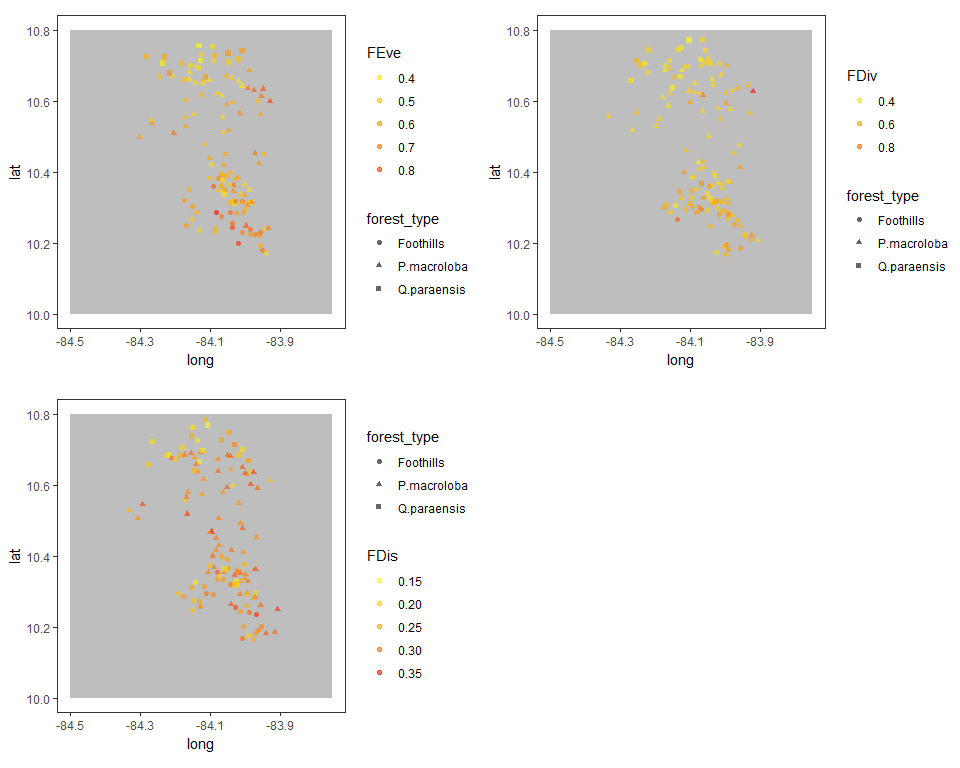 10.8
10.6
10.4
10.2
10.0
lat
-84.5
-84.3
-84.1
-83.9
long
FEve
0.4
0.5
0.6
0.7
0.8
forest_type
Foothills
P.macroloba
Q.paraensis
10.8
10.6
10.4
10.2
10.0
lat
-84.5
-84.3
-84.1
-83.9
long
FDiv
0.4
0.6
0.8
forest_type
Foothills
P.macroloba
Q.paraensis
10.8
10.6
10.4
10.2
10.0
lat
-84.5
-84.3
-84.1
-83.9
long
forest_type
Foothills
P.macroloba
Q.paraensis
FDis
0.15
0.20
0.25
0.30
0.35